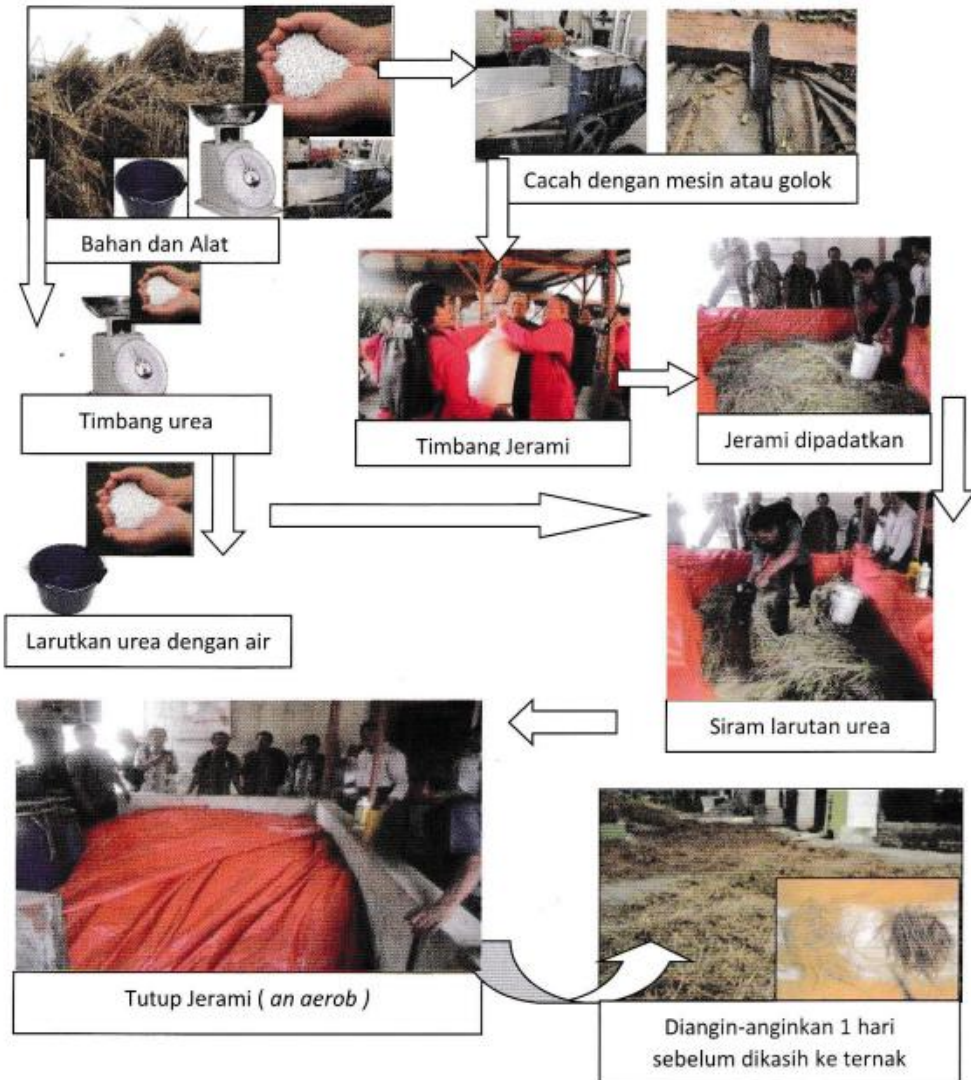 Bahan dan Alat
Cacah dengan mesin atau golok
Timbang urea
Timbang Jerami
Jerami dipadatkan
Larutkan urea dengan air
Siram larutan urea
Tutup Jerami ( an aerob )
Diangin-anginkan 1 hari
sebelum dikasih ke ternak